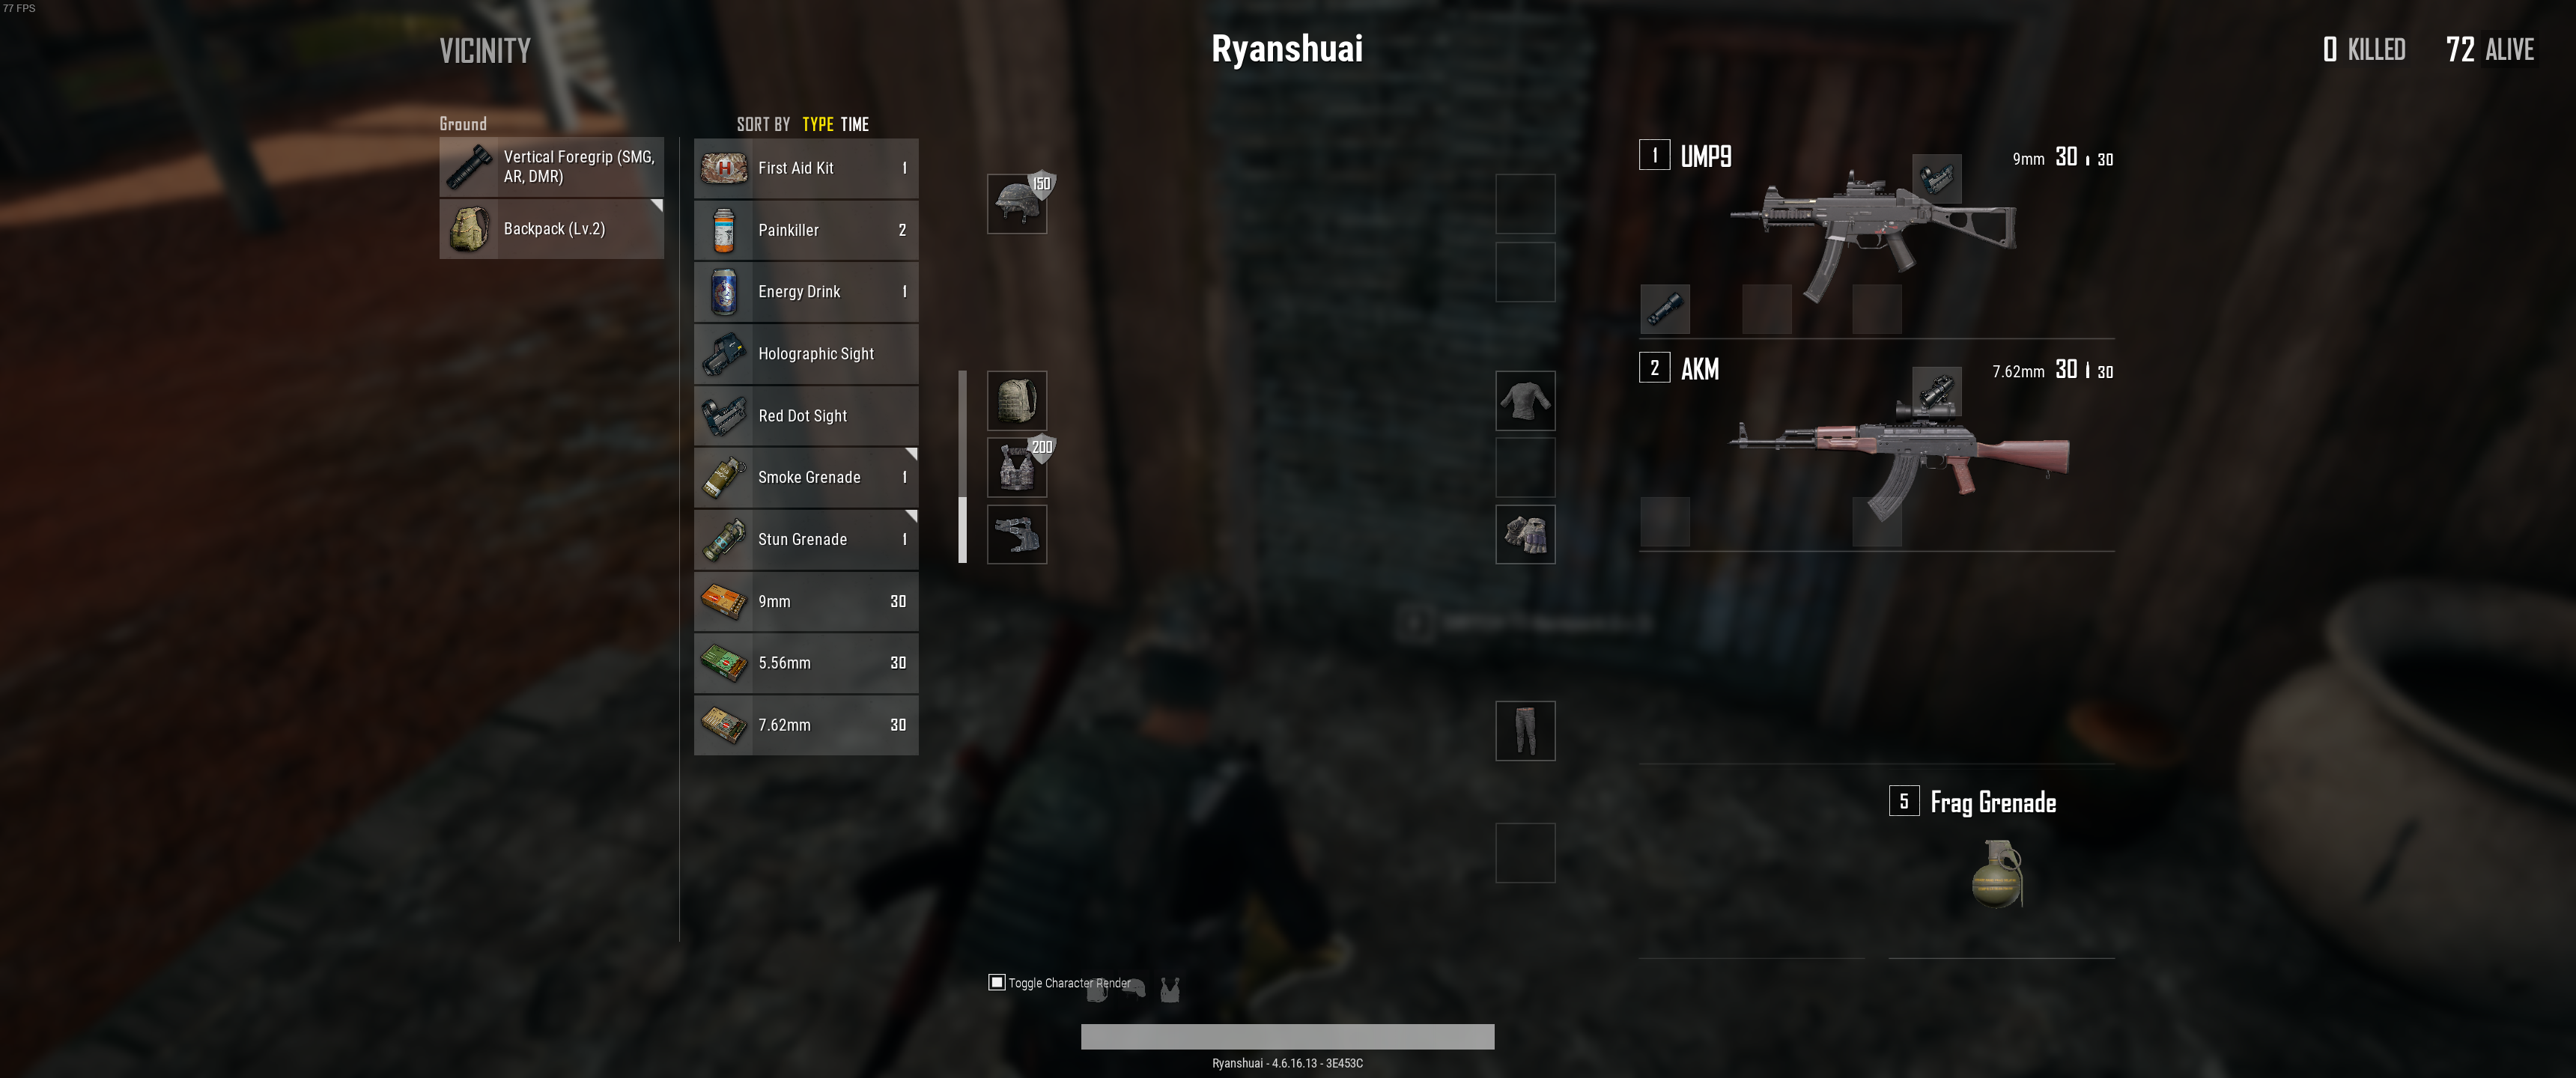 77 FPS
VICINITY
Ryanshuai
0 KILLED 72 ALIVE
Ground
Vertical Foregrip (SMG,
AR, DMR)
Backpack (Lv.2)
SORT BY TYPE TIME
First Aid Kit 1
Painkiller 2
Energy Drink 1
Holographic Sight
Red Dot Sight
Smoke Grenade 1
Stun Grenade 1
9mm 30
5.56mm 30
7.62mm 30
150
200
1 UMP9 9mm 30 30
2 AKM 7.62mm 30 30
5 Frag Grenade
Toggle Character Render
Ryanshuai - 4.6.16.13 - 3E453C